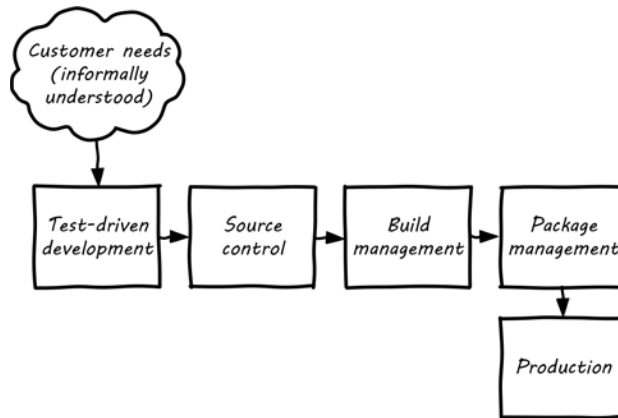 Customer needs
(informally
understood)
Test-driven
development
Source
control
Build
management
Package
management
Production